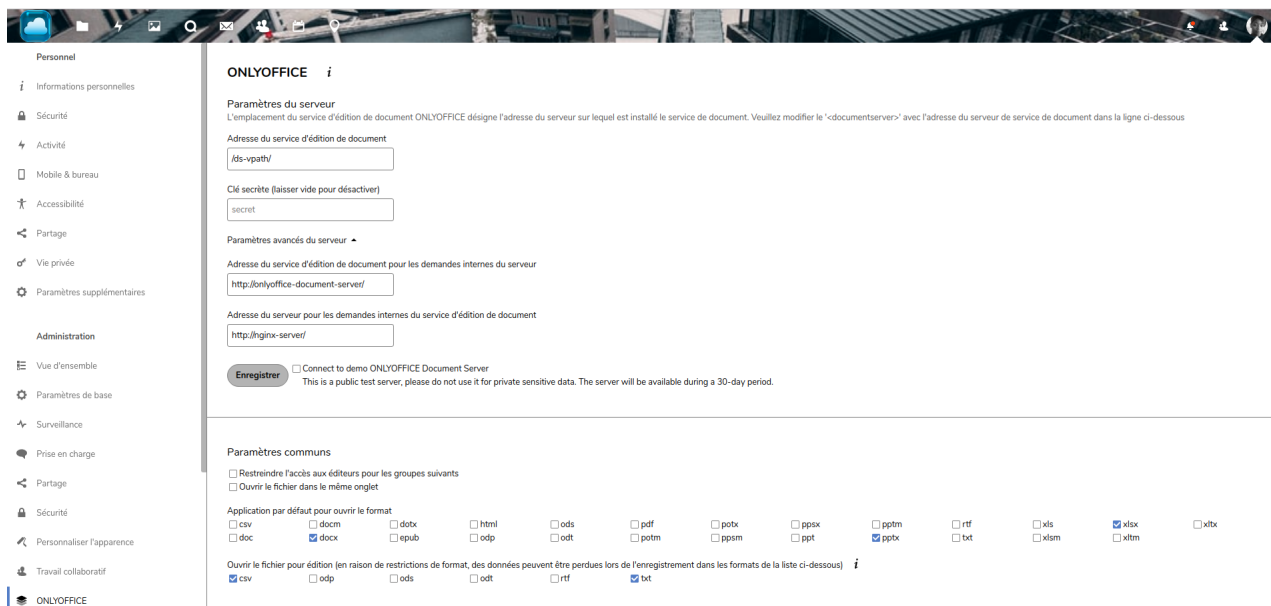 Personnel
Informations personnelles
Sécurité
Activité
Mobile & bureau
Accessibilité
Partage
Vie privée
Paramètres supplémentaires
Administration
Vue d'ensemble
Paramètres de base
Surveillance
Prise en charge
Partage
Sécurité
Personnaliser l'apparence
Travail collaboratif
ONLYOFFICE
ONLYOFFICE i
Paramètres du serveur
L'emplacement du service d'édition de document ONLYOFFICE désigne l'adresse du serveur sur lequel est installé le service de document. Veuillez modifier le '<documentserver>' avec l'adresse du serveur de service de document dans la ligne ci-dessous
Adresse du service d'édition de document
/ds-vpath/
Clé secrète (laisser vide pour désactiver)
secret
Paramètres avancés du serveur
Adresse du service d'édition de document pour les demandes internes du serveur
http://onlyoffice-document-server/
Adresse du serveur pour les demandes internes du service d'édition de document
http://nginx-server/
Enregistrer Connect to demo ONLYOFFICE Document Server
This is a public test server, please do not use it for private sensitive data. The server will be available during a 30-day period.
Paramètres communs
Restreindre l'accès aux éditeurs pour les groupes suivants
Ouvrir le fichier dans le même onglet
Application par défaut pour ouvrir le format
csv docm dotx html ods pdf potx ppsx pptm rtf xls xlsx xltx
doc docx epub odp odt potm ppsm ppt pptx txt xlsm xltm
Ouvrir le fichier pour édition (en raison de restrictions de format, des données peuvent être perdues lors de l'enregistrement dans les formats de la liste ci-dessous) i
csv odp ods odt rtf txt